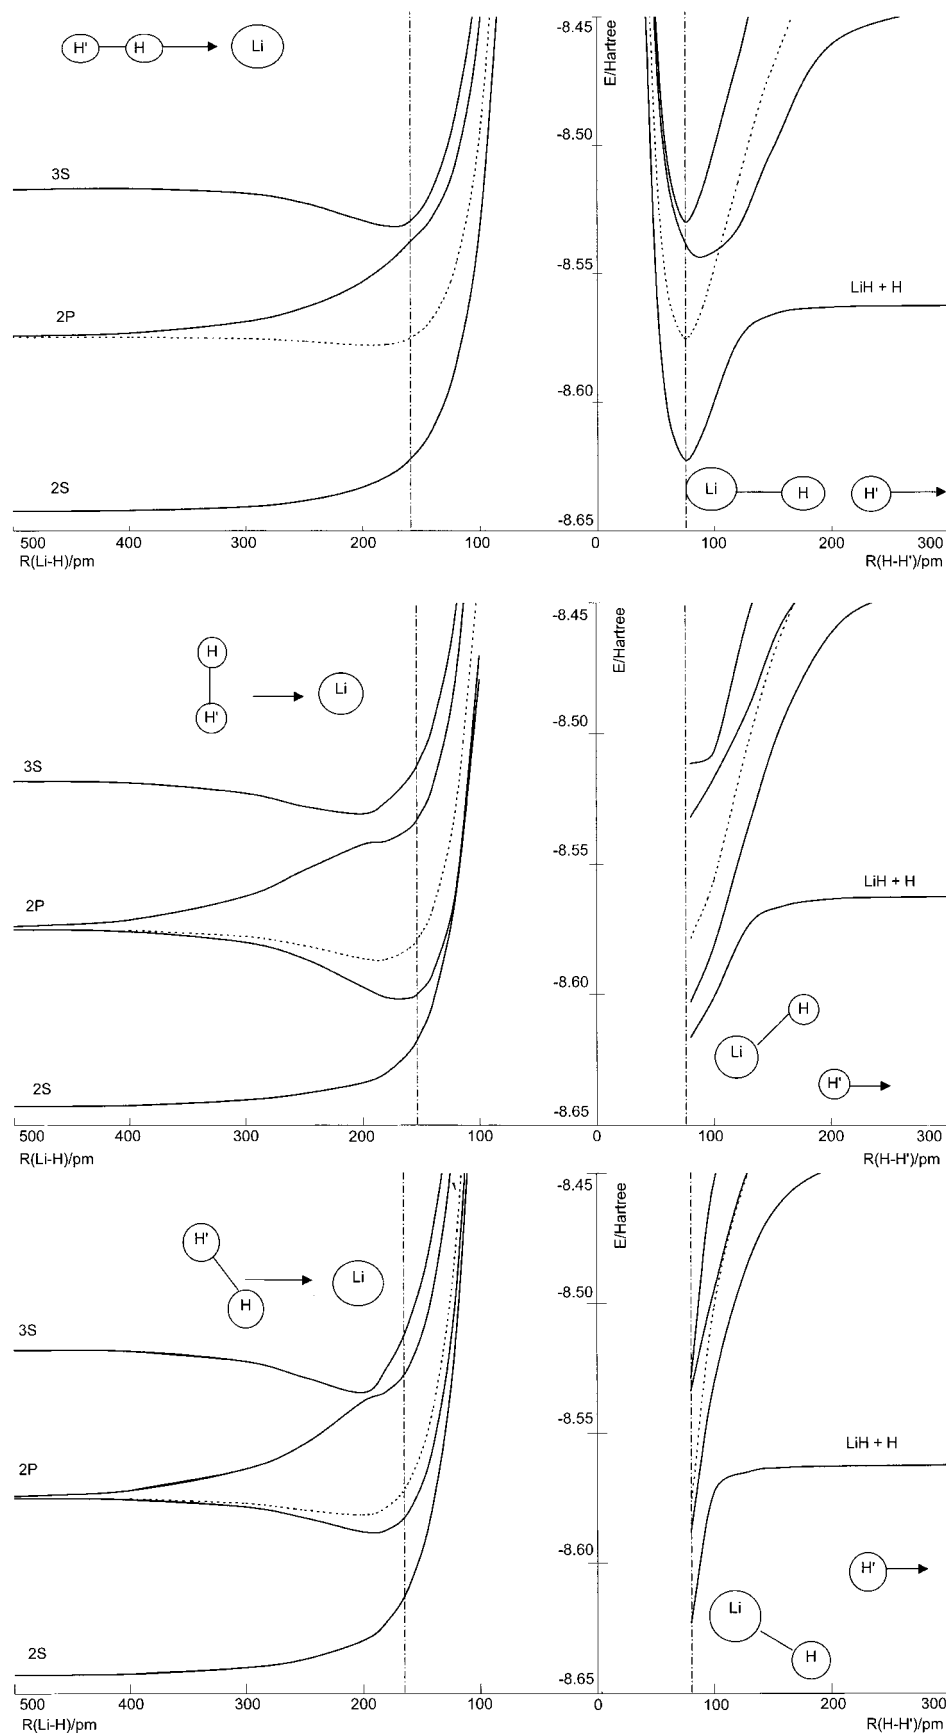 H' H Li
E/Hartree
-8.45
-8.50
-8.55
-8.60
-8.65
3S
2P
2S
LiH + H
Li H H'
500 400 300 200 100 0 100 200 300
R(Li-H)/pm R(H-H')/pm
H
H'
Li
E/Hartree
-8.45
-8.50
-8.55
-8.60
-8.65
3S
2P
2S
LiH + H
H
Li
H'
500 400 300 200 100 0 100 200 300
R(Li-H)/pm R(H-H')/pm
H'
H
Li
E/Hartree
-8.45
-8.50
-8.55
-8.60
-8.65
3S
2P
2S
LiH + H
H'
Li
H
500 400 300 200 100 0 100 200 300
R(Li-H)/pm R(H-H')/pm